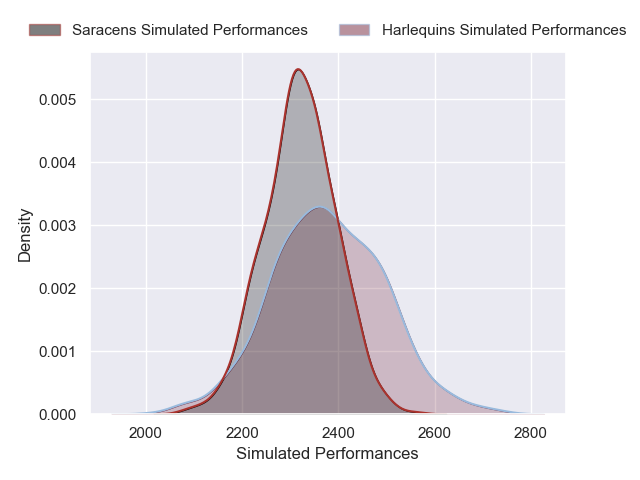 Saracens Simulated Performances
Harlequins Simulated Performances
0.005
0.004
0.003
0.002
0.001
0.000
Density
2000
2200
2400
2600
2800
Simulated Performances